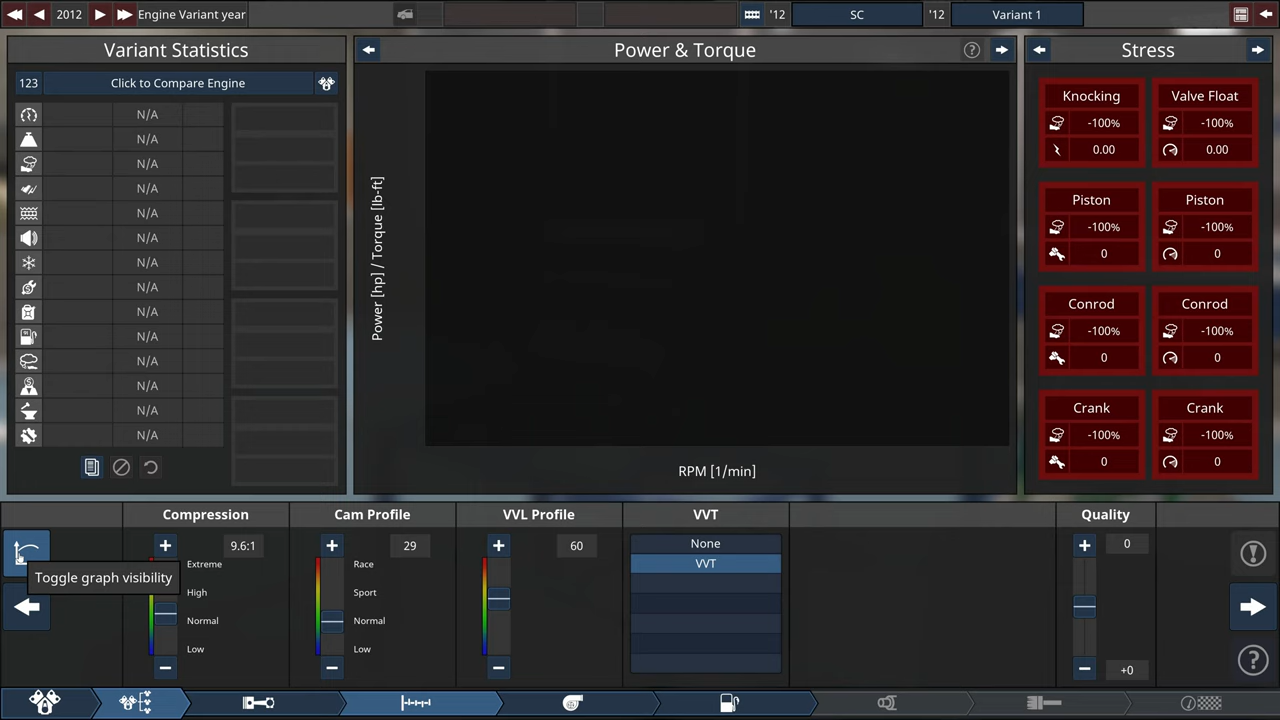 2012 Engine Variant year '12 SC '12 Variant 1
Variant Statistics
123 Click to Compare Engine
N/A
N/A
N/A
N/A
N/A
N/A
N/A
N/A
N/A
N/A
N/A
N/A
N/A
N/A
Power & Torque
?
Power [hp] / Torque [lb-ft]
RPM [1/min]
Stress
Knocking Valve Float
-100% -100%
0.00 0.00
Piston Piston
-100% -100%
0 0
Conrod Conrod
-100% -100%
0 0
Crank Crank
-100% -100%
0 0
Toggle graph visibility
Compression
+ 9.6:1
Extreme
High
Normal
Low
Cam Profile
+ 29
Race
Sport
Normal
Low
VVL Profile
+ 60
VVT
None
VVT
Quality
+ 0
+0
?